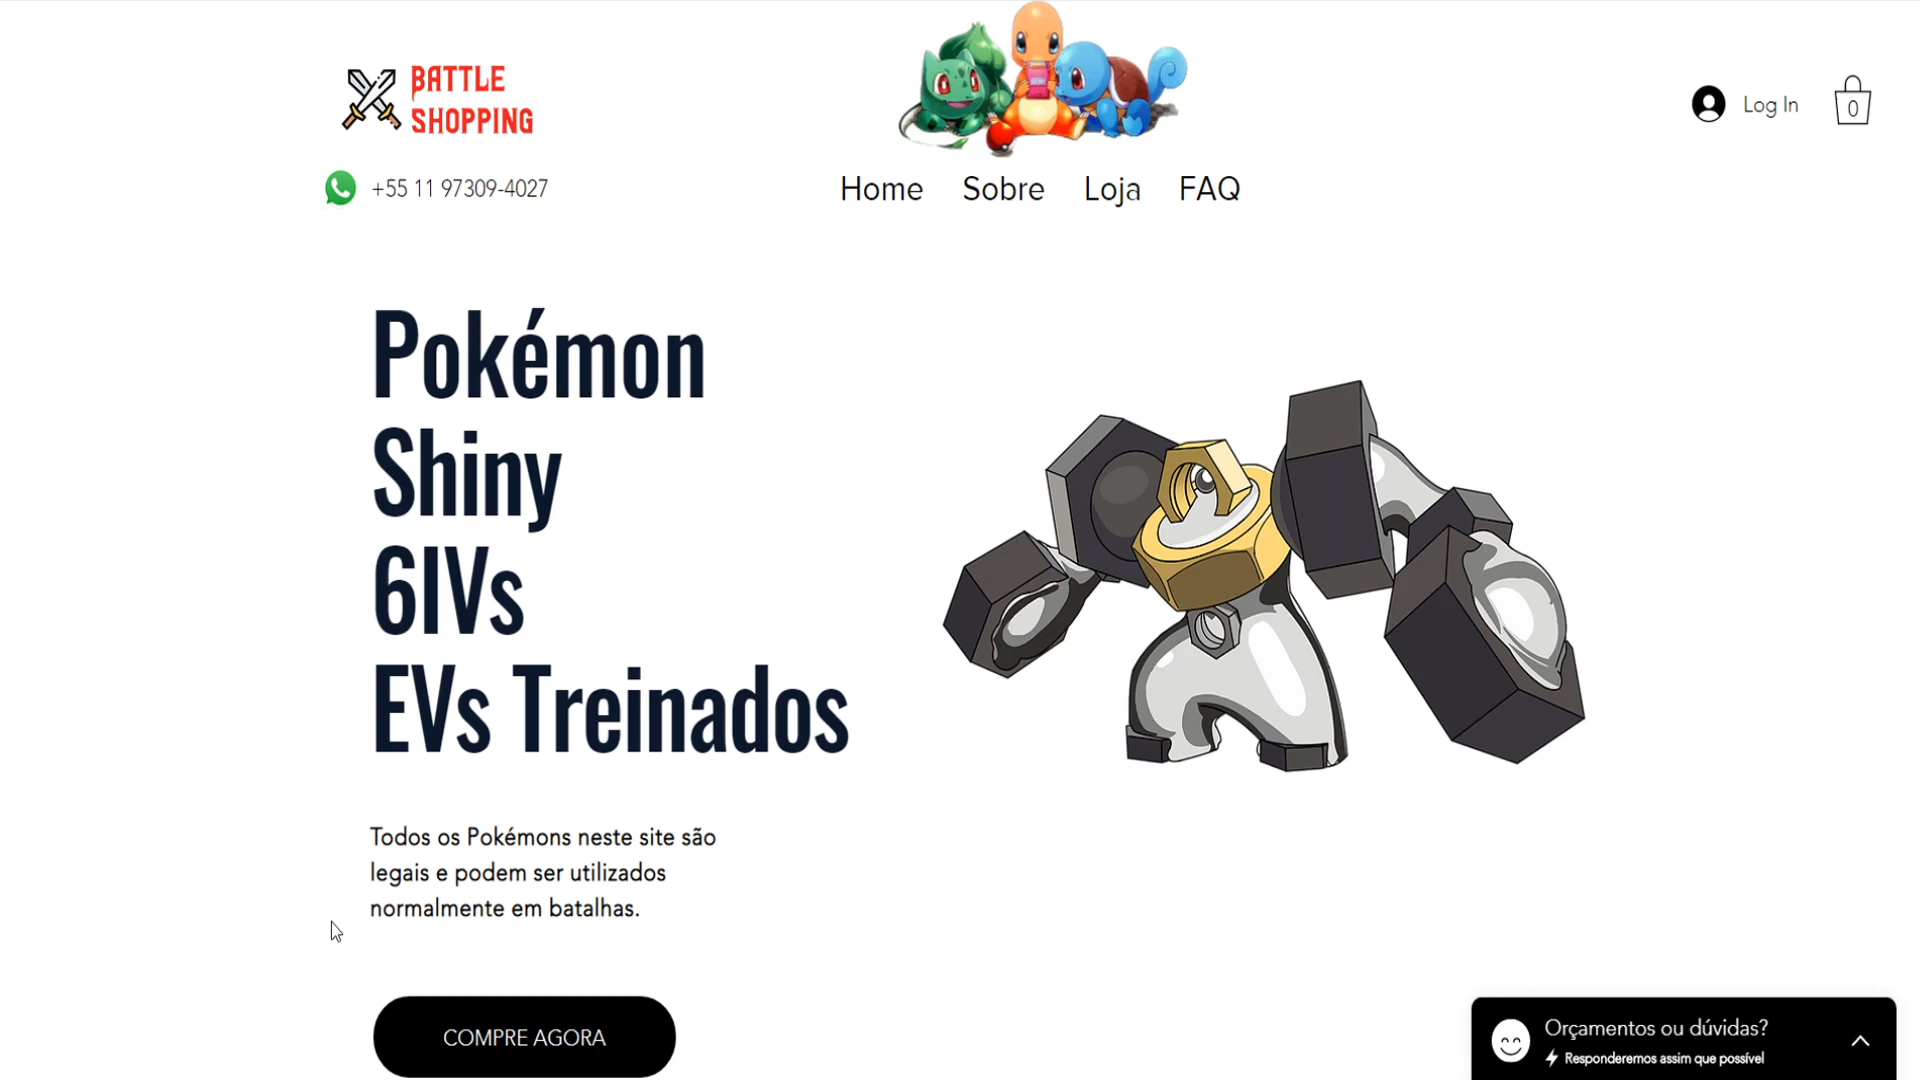 BATTLE
SHOPPING
Log In
0
+55 11 97309-4027
Home Sobre Loja FAQ
Pokémon
Shiny
6IVs
EVs Treinados
Todos os Pokémons neste site são
legais e podem ser utilizados
normalmente em batalhas.
COMPRE AGORA
Orçamentos ou dúvidas?
Responderemos assim que possível